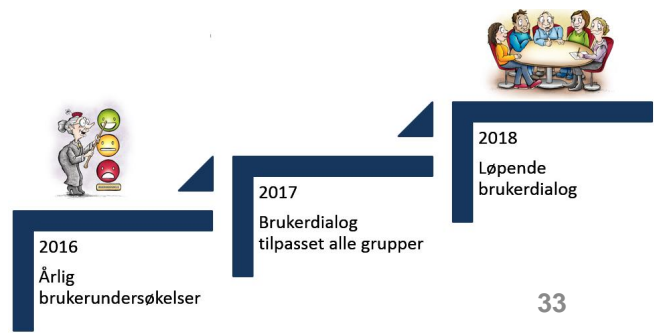 2016
Årlig
brukerundersøkelser
2017
Brukerdialog
tilpasset alle grupper
2018
Løpende
brukerdialog
33